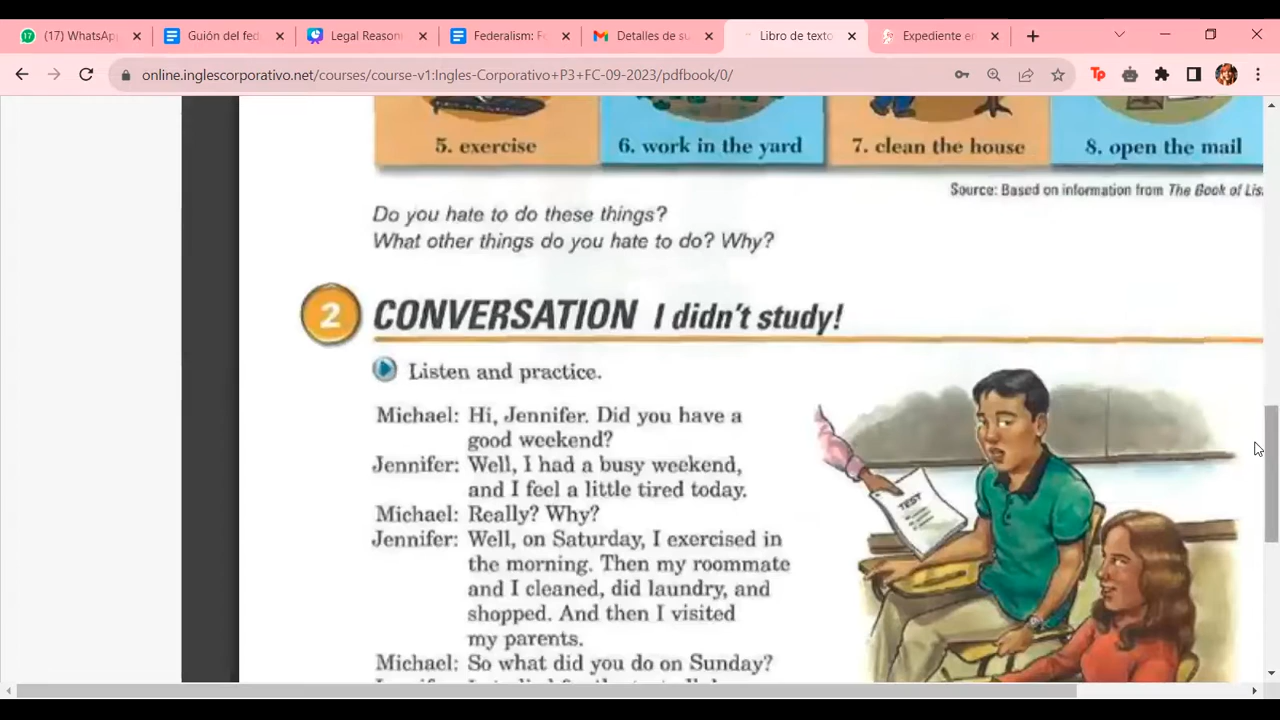 (17) WhatsApp
Guión del fed
Legal Reasoni
Federalism: F
Detalles de su
Libro de texto
Expediente en
online.inglescorporativo.net/courses/course-v1:Ingles-Corporativo+P3+FC-09-2023/pdfbook/0/
5. exercise
6. work in the yard
7. clean the house
8. open the mail
Source: Based on information from The Book of Lis
Do you hate to do these things?
What other things do you hate to do? Why?
2 CONVERSATION I didn't study!
Listen and practice.
Michael: Hi, Jennifer. Did you have a
good weekend?
Jennifer: Well, I had a busy weekend,
and I feel a little tired today.
Michael: Really? Why?
Jennifer: Well, on Saturday, I exercised in
the morning. Then my roommate
and I cleaned, did laundry, and
shopped. And then I visited
my parents.
Michael: So what did you do on Sunday?
TEST